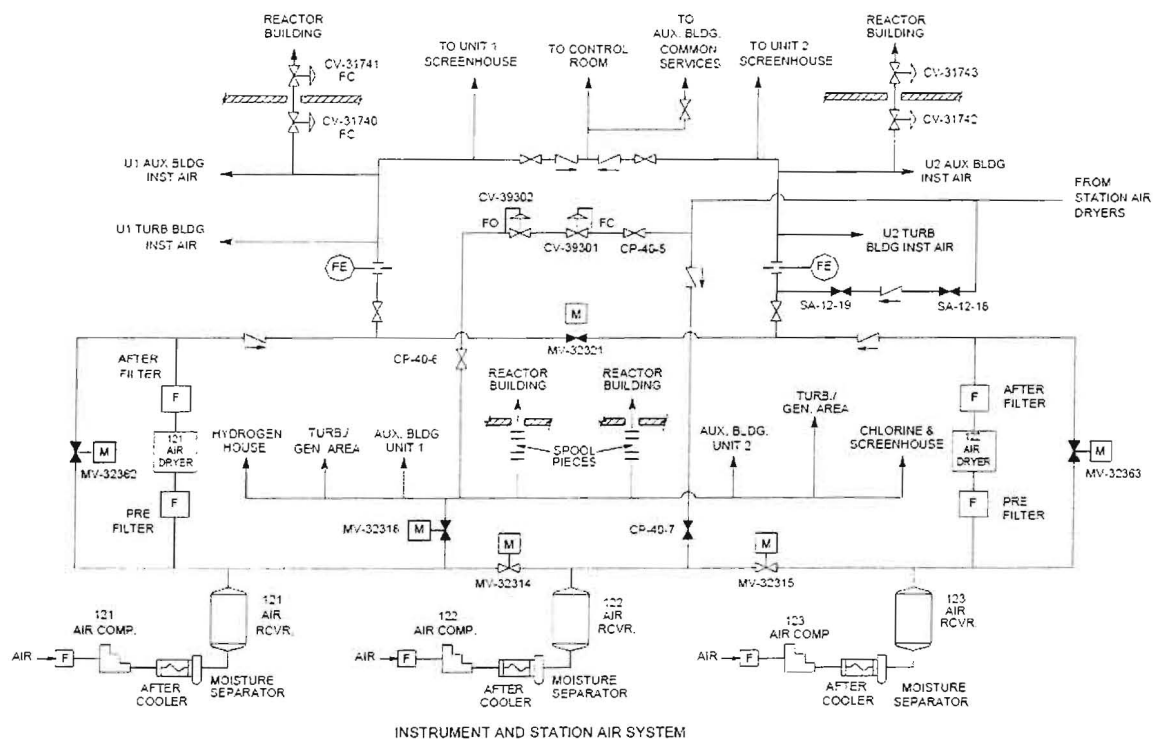 REACTOR
BUILDING
CV-31741
FC
CV-31740
FC
TO UNIT 1
SCREENHOUSE
TO CONTROL
ROOM
TO
AUX. BLDG.
COMMON
SERVICES
TO UNIT 2
SCREENHOUSE
REACTOR
BUILDING
CV-31743
CV-31742
U1 AUX BLDG
INST AIR
U2 AUX BLDG
INST AIR
FROM
STATION AIR
DRYERS
CV-39302
FO
FC
CV-39301
CP-40-5
U1 TURB BLDG
INST AIR
U2 TURB
BLDG INST AIR
FE
FE
SA-12-19
SA-12-16
M
MV-32321
CP-40-6
AFTER
FILTER
F
121
AIR
DRYER
F
PRE
FILTER
M
MV-32362
REACTOR
BUILDING
REACTOR
BUILDING
SPOOL
PIECES
HYDROGEN
HOUSE
TURB./
GEN. AREA
AUX. BLDG
UNIT 1
AUX. BLDG.
UNIT 2
TURB./
GEN. AREA
CHLORINE &
SCREENHOUSE
AFTER
FILTER
F
122
AIR
DRYER
F
PRE
FILTER
M
MV-32363
MV-32316
M
M
MV-32314
CP-40-7
M
MV-32315
121
AIR COMP.
121
AIR
RCVR.
AIR
F
AFTER
COOLER
MOISTURE
SEPARATOR
122
AIR COMP.
122
AIR
RCVR.
AIR
F
AFTER
COOLER
MOISTURE
SEPARATOR
123
AIR COMP
123
AIR
RCVR.
AIR
F
AFTER
COOLER
MOISTURE
SEPARATOR
INSTRUMENT AND STATION AIR SYSTEM